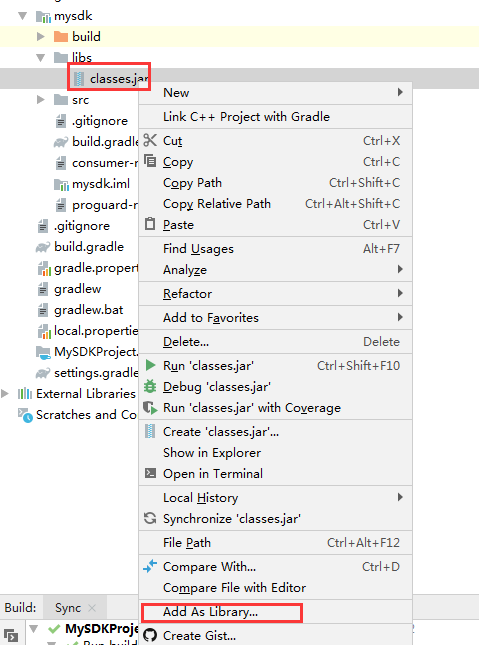 mysdk
build
libs
classes.jar
src
.gitignore
build.gradle
consumer-r
mysdk.iml
proguard-r
.gitignore
build.gradle
gradle.proper
gradlew
gradlew.bat
local.propertie
MySDKProject.
settings.gradle
External Libraries
Scratches and Co
New
Link C++ Project with Gradle
Cut Ctrl+X
Copy Ctrl+C
Copy Path Ctrl+Shift+C
Copy Relative Path Ctrl+Alt+Shift+C
Paste Ctrl+V
Find Usages Alt+F7
Analyze
Refactor
Add to Favorites
Delete... Delete
Run 'classes.jar' Ctrl+Shift+F10
Debug 'classes.jar'
Run 'classes.jar' with Coverage
Create 'classes.jar'...
Show in Explorer
Open in Terminal
Local History
Synchronize 'classes.jar'
File Path Ctrl+Alt+F12
Compare With... Ctrl+D
Compare File with Editor
Add As Library...
Create Gist...
Build: Sync
MySDKProje
Run build